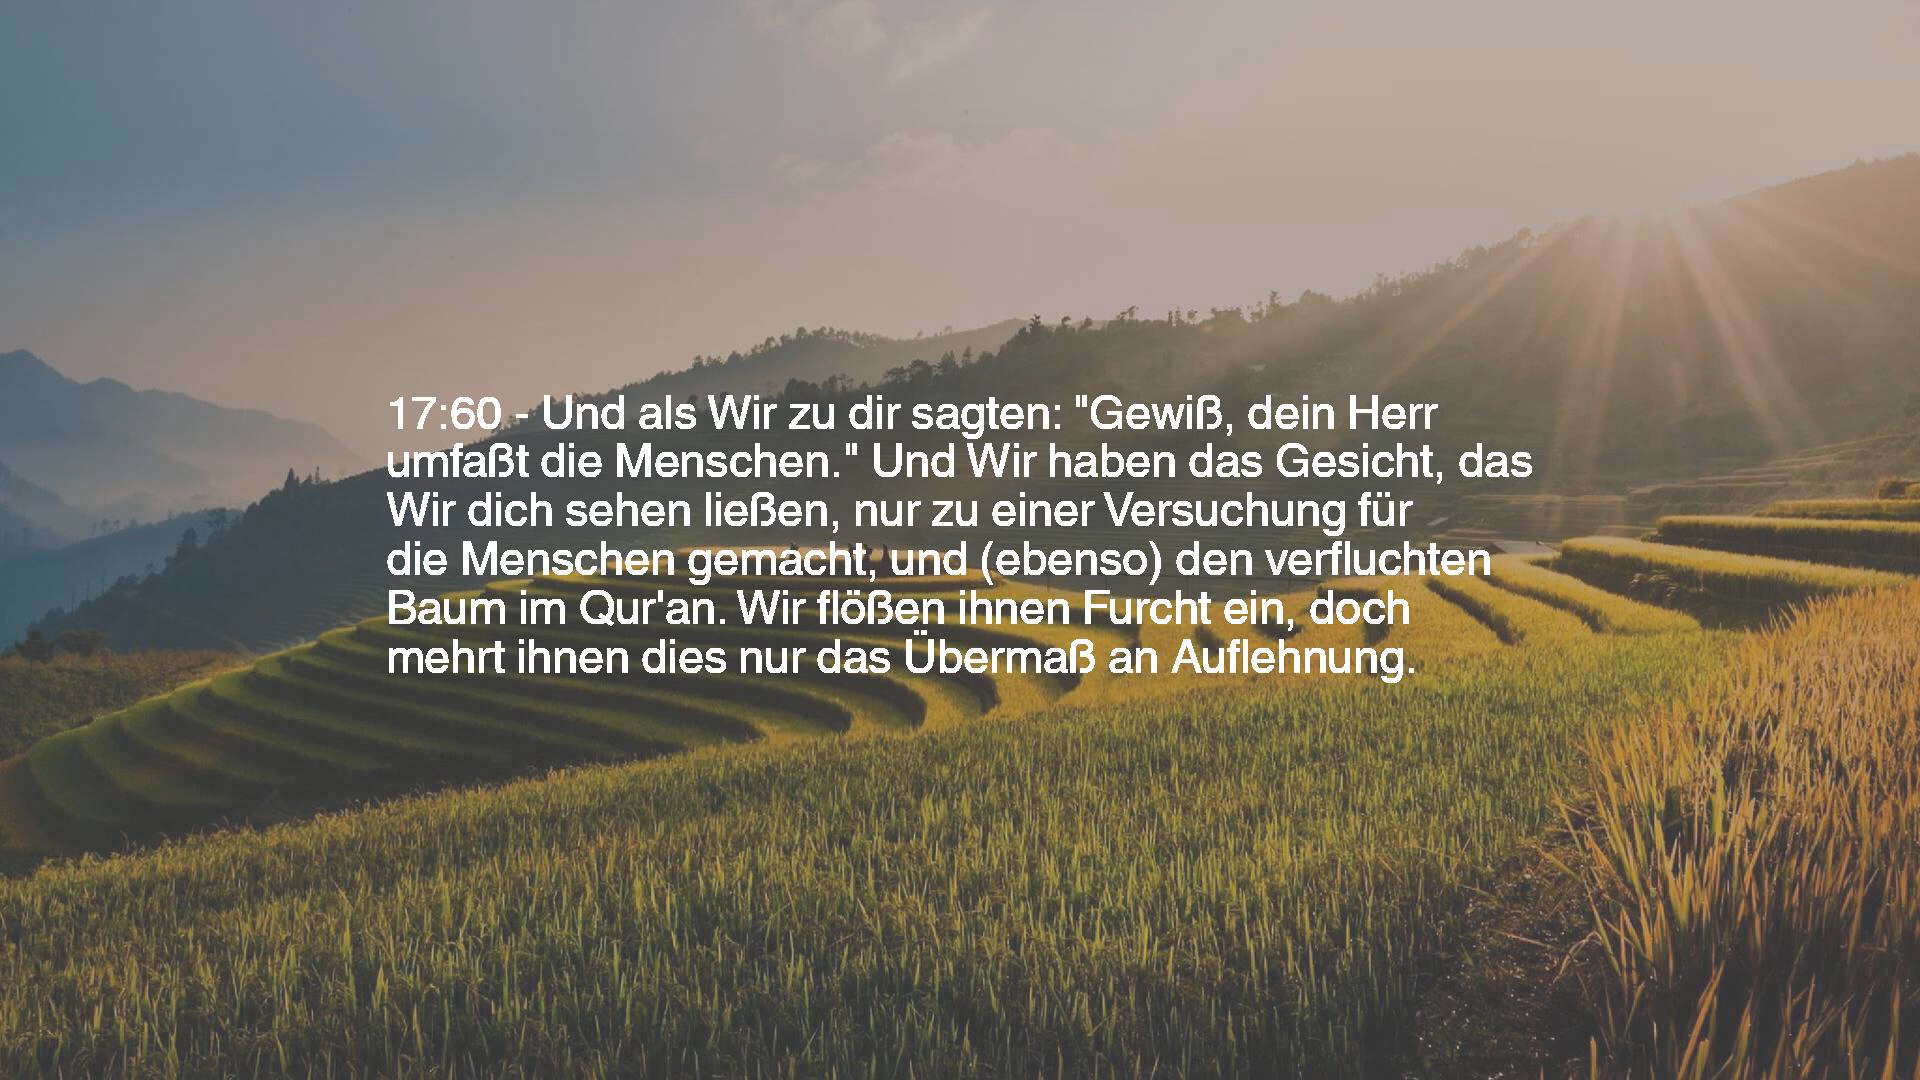 17:60 - Und als Wir zu dir sagten: "Gewiß, dein Herr
umfaßt die Menschen." Und Wir haben das Gesicht, das
Wir dich sehen ließen, nur zu einer Versuchung für
die Menschen gemacht, und (ebenso) den verfluchten
Baum im Qur'an. Wir flößen ihnen Furcht ein, doch
mehrt ihnen dies nur das Übermaß an Auflehnung.